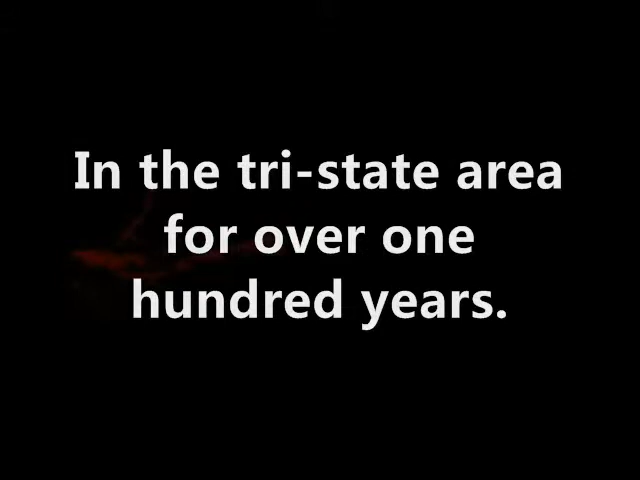 In the tri-state area
for over one
hundred years.